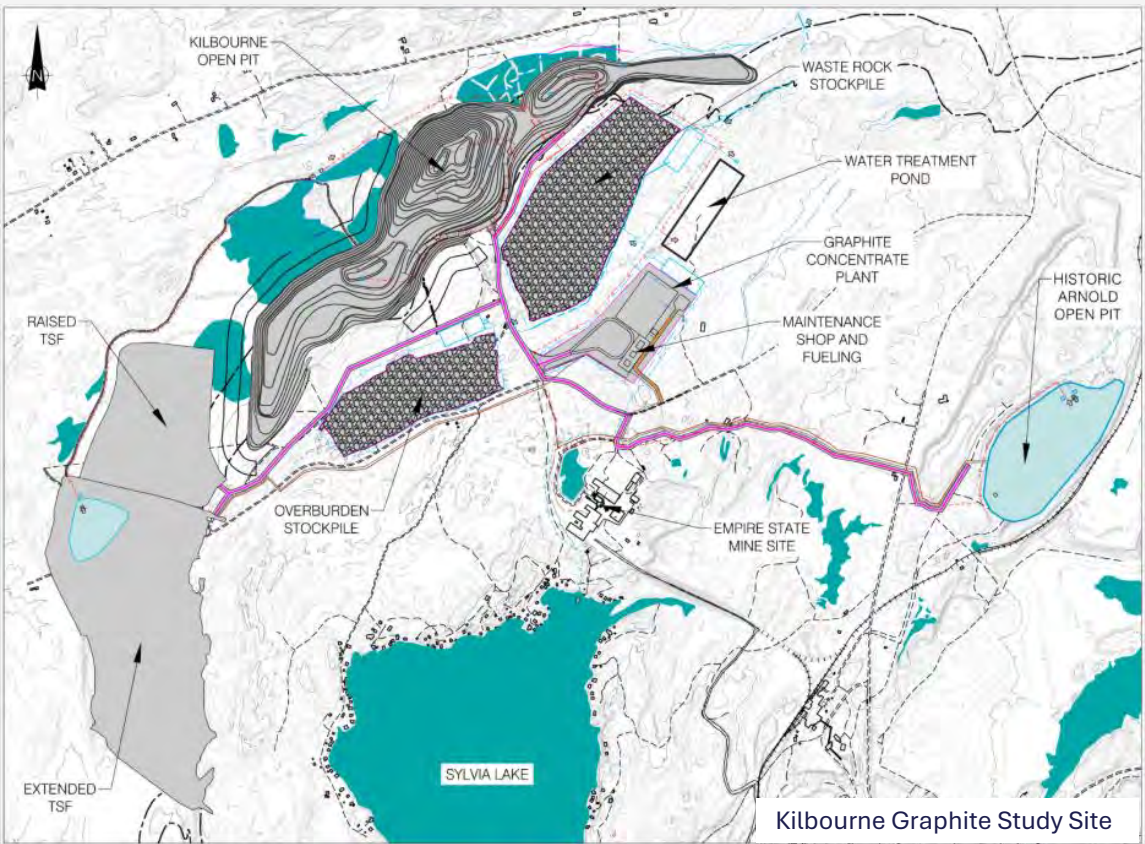 N
KILBOURNE
OPEN PIT
WASTE ROCK
STOCKPILE
WATER TREATMENT
POND
GRAPHITE
CONCENTRATE
PLANT
HISTORIC
ARNOLD
OPEN PIT
MAINTENANCE
SHOP AND
FUELING
RAISED
TSF
OVERBURDEN
STOCKPILE
EMPIRE STATE
MINE SITE
EXTENDED
TSF
SYLVIA LAKE
Kilbourne Graphite Study Site